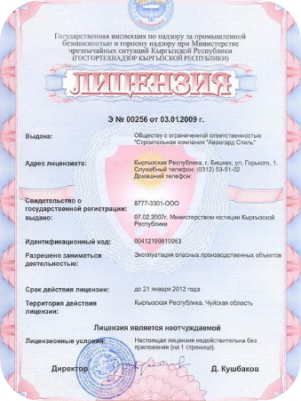 Государственная инспекция по надзору за промышленной
безопасностью и горному надзору при Министерстве
чрезвычайных ситуаций Кыргызской Республики
(ГОСГОРТЕХНАДЗОР КЫРГЫЗСКОЙ РЕСПУБЛИКИ)
ЛИЦЕНЗИЯ
Э № 00256 от 03.01.2009 г.
Выдана: Обществу с ограниченной ответственностью
"Строительная компания "Авангард Стиль"
Адрес лицензиата: Кыргызская Республика, г. Бишкек, ул. Горького, 1.
Служебный телефон: (0312) 53-51-02
Домашний телефон:
Свидетельство о
государственной регистрации: 8777-3301-ООО
выдано: 07.02.2007г. Министерством юстиции Кыргызской
Республики
Идентификационный код: 00412199810063
Разрешено заниматься Эксплуатация опасных производственных объектов
деятельностью:
Срок действия лицензии: до 21 января 2012 года
Территория действия Кыргызская Республика, Чуйская область
лицензии:
Лицензия является неотчуждаемой
Лицензионные условия: Настоящая лицензия недействительна без
приложения (на 1 странице).
Директор Д. Кушбаков